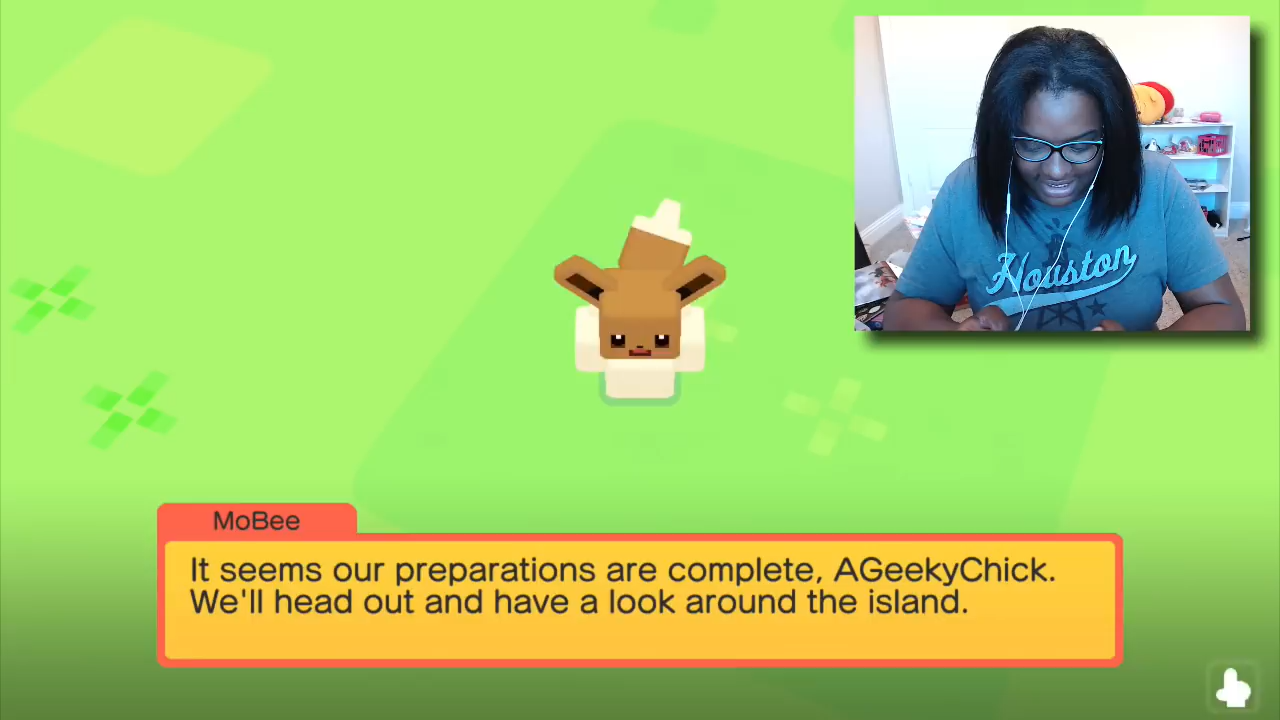 Houston
MoBee
It seems our preparations are complete, AGeekyChick.
We'll head out and have a look around the island.